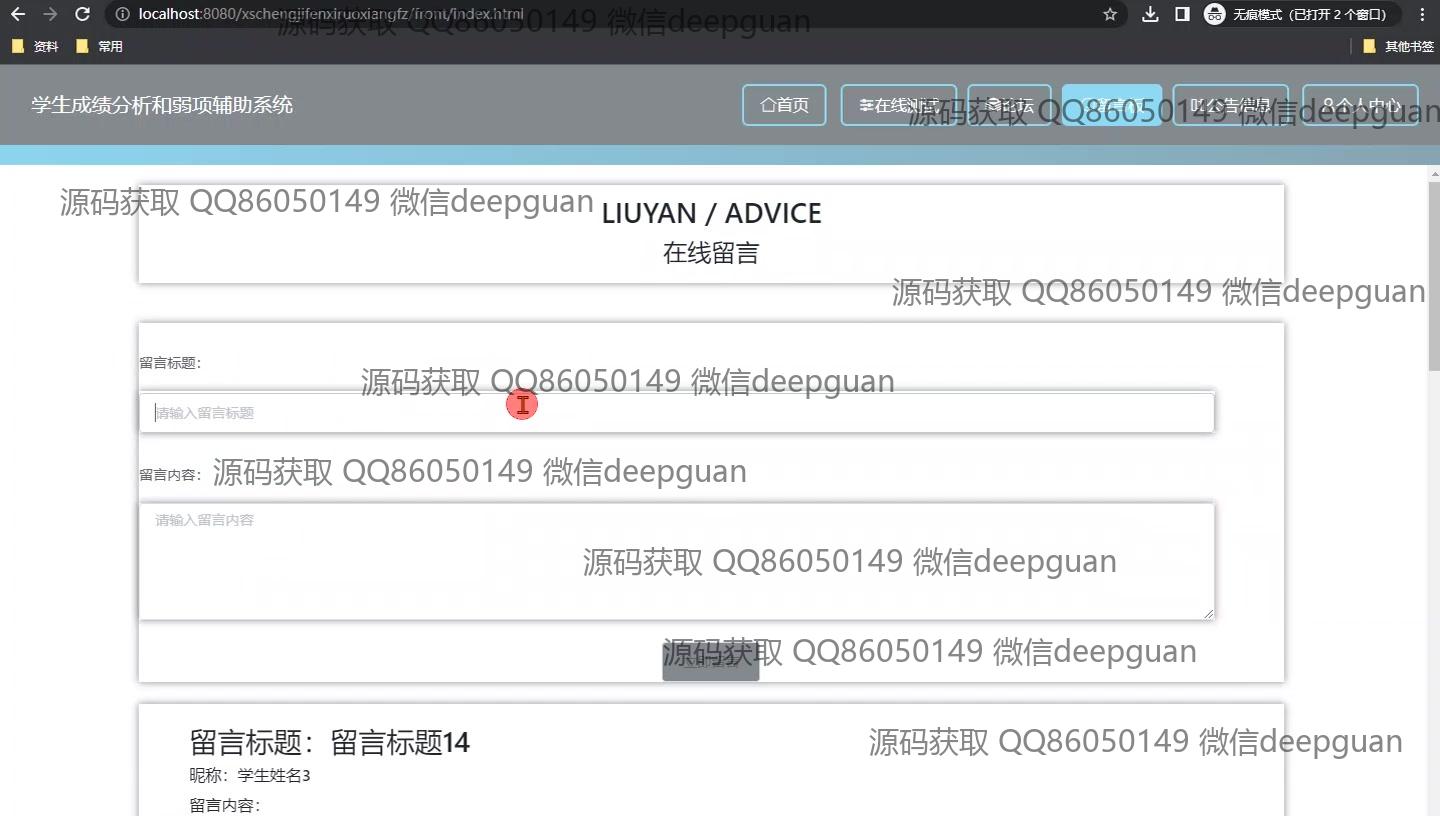 localhost:8080/xschengjifenxiruoxiangfz/front/index.html
无痕模式（已打开 2 个窗口）
源码获取 QQ86050149 微信deepguan
资料
常用
其他书签
学生成绩分析和弱项辅助系统
首页
在线测试
论坛
公告信息
个人中心
源码获取 QQ86050149 微信deepguan
源码获取 QQ86050149 微信deepguan
LIUYAN / ADVICE
在线留言
源码获取 QQ86050149 微信deepguan
留言标题：
源码获取 QQ86050149 微信deepguan
请输入留言标题
留言内容：
源码获取 QQ86050149 微信deepguan
请输入留言内容
源码获取 QQ86050149 微信deepguan
源码获取 QQ86050149 微信deepguan
留言标题：留言标题14
源码获取 QQ86050149 微信deepguan
昵称：学生姓名3
留言内容：